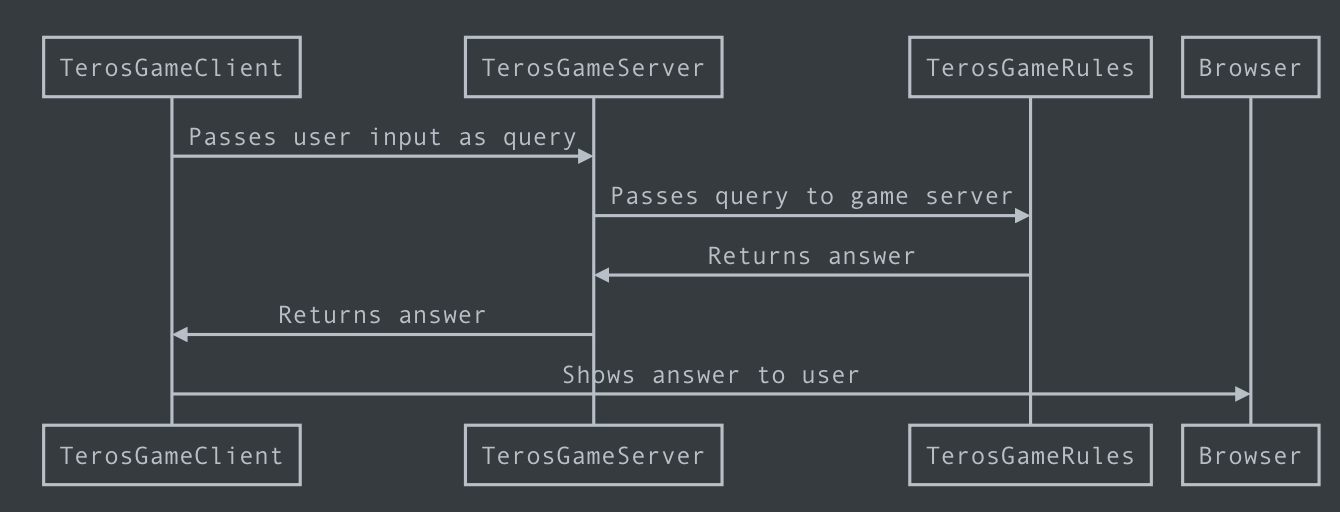 TerosGameClient
TerosGameServer
TerosGameRules
Browser
Passes user input as query
Passes query to game server
Returns answer
Returns answer
Shows answer to user
TerosGameClient
TerosGameServer
TerosGameRules
Browser